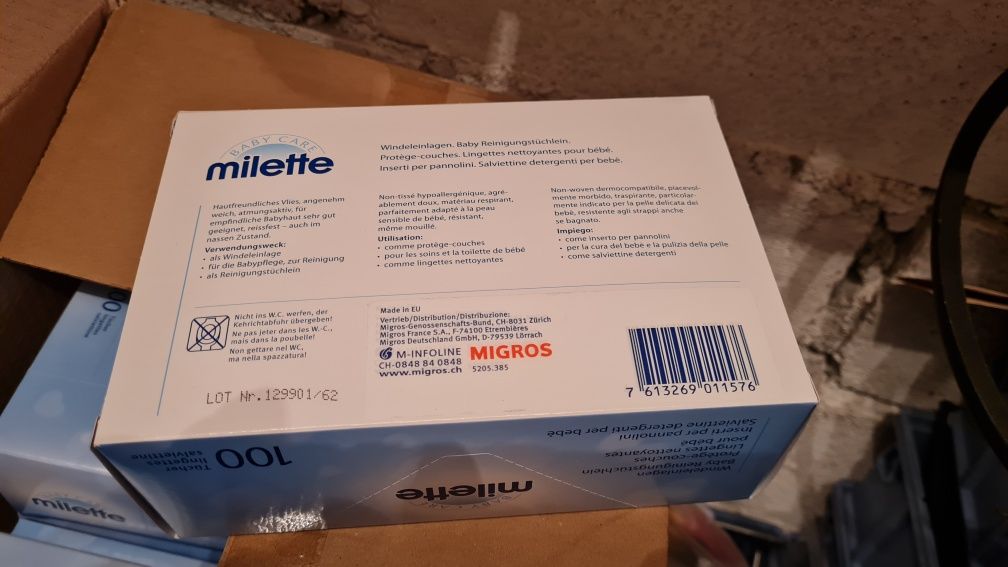 BABY CARE
milette
Windeleinlagen. Baby Reinigungstüchlein.
Protège-couches. Lingettes nettoyantes pour bébé.
Inserti per pannolini. Salviettine detergenti per bebé.
Hautfreundliches Vlies, angenehm
weich, atmungsaktiv, für
empfindliche Babyhaut sehr gut
geeignet, reissfest – auch im
nassen Zustand.
Verwendungsweck:
• als Windeleinlage
• für die Babypflege, zur Reinigung
• als Reinigungstüchlein
Non-tissé hypoallergénique, agré-
ablement doux, matériau respirant,
parfaitement adapté à la peau
sensible de bébé, résistant,
même mouillé.
Utilisation:
• comme protège-couches
• pour les soins et la toilette de bébé
• comme lingettes nettoyantes
Non-woven dermocompatibile, piacevol-
mente morbido, traspirante, particolar-
mente indicato per la pelle delicata dei
bebé, resistente agli strappi anche
se bagnato.
Impiego:
• come inserto per pannolini
• per la cura del bebe e la pulizia della pelle
• come salviettine detergenti
Nicht ins W.C. werfen, der
Kehrichtabfuhr übergeben!
Ne pas jeter dans les W.-C.,
mais dans la poubelle!
Non gettare nel WC,
ma nella spazzatura!
LOT Nr.129901/62
Made in EU
Vertrieb/Distribution/Distribuzione:
Migros-Genossenschafts-Bund, CH-8031 Zürich
Migros France S.A., F-74100 Etrembières
Migros Deutschland GmbH, D-79539 Lörrach
M-INFOLINE
CH-0848 84 0848
www.migros.ch
MIGROS
5205.385
7 613269 011576
Windeleinlagen
Baby Reinigungstüchlein
Protège-couches
Lingettes nettoyantes
pour bébé
Inserti per pannolini
Salviettine detergenti per bebé
milette
100
Tücher
lingettes
salviettine
milette